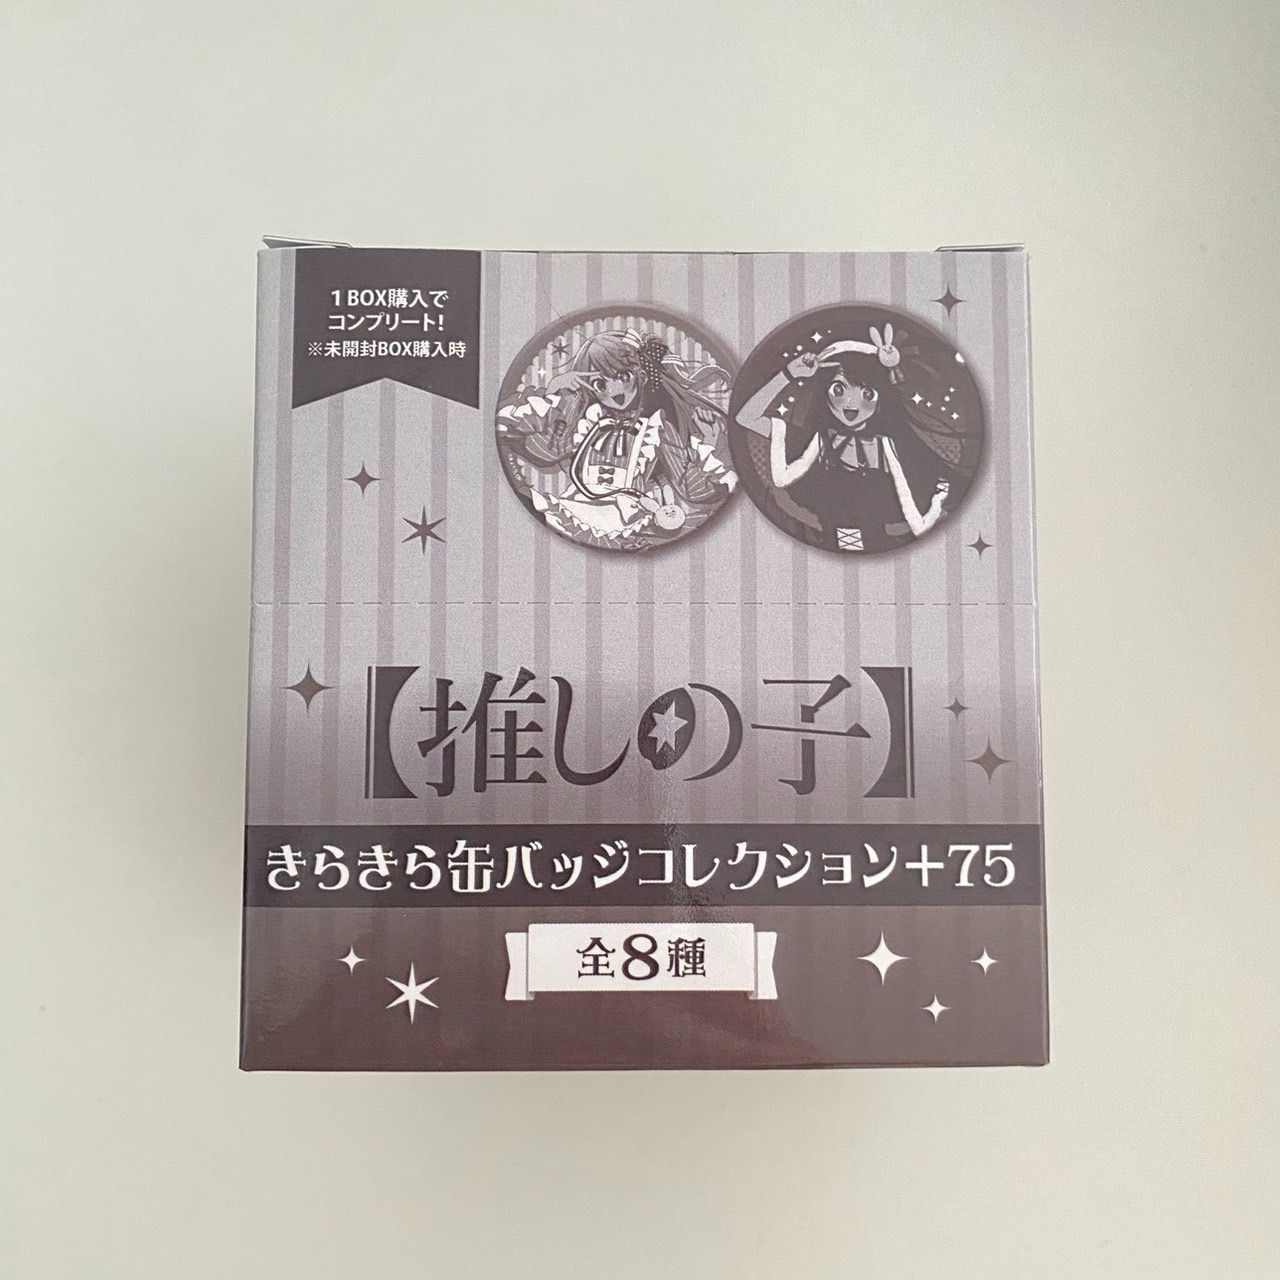 1 BOX購入で
コンプリート!
※未開封BOX購入時
【推しの子】
きらきら缶バッジコレクション+75
全8種